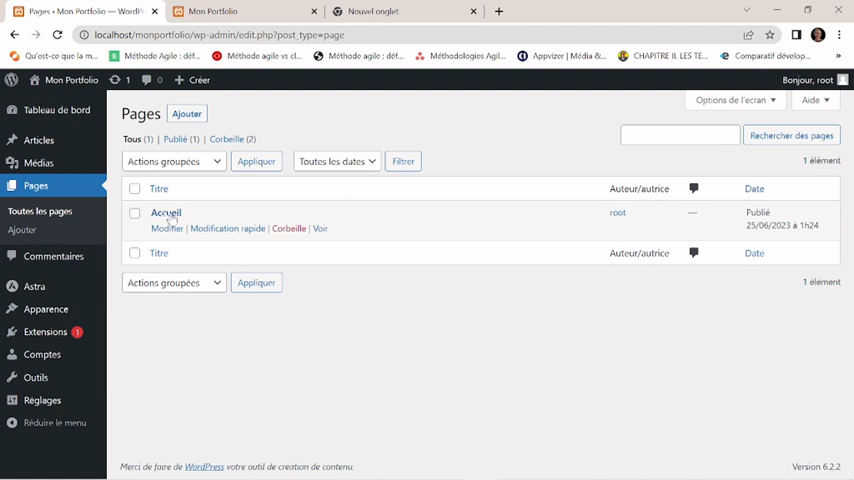 Pages ‹ Mon Portfolio — WordPr
Mon Portfolio
Nouvel onglet
localhost/monportfolio/wp-admin/edit.php?post_type=page
Qu'est-ce que la m...
Méthode Agile : déf...
Méthode agile vs cl...
Méthode agile : déf...
Méthodologies Agil...
Appvizer | Média &...
CHAPITRE II. LES TE...
Comparatif dévelop...
»
Mon Portfolio
1
0
Créer
Bonjour, root
Tableau de bord
Articles
Médias
Pages
Toutes les pages
Ajouter
Commentaires
Astra
Apparence
Extensions 1
Comptes
Outils
Réglages
Réduire le menu
Options de l'écran
Aide
Pages
Ajouter
Tous (1) | Publié (1) | Corbeille (2)
Rechercher des pages
Actions groupées
Appliquer
Toutes les dates
Filtrer
1 élément
Titre
Auteur/autrice
Date
Accueil
root
—
Publié
Modifier | Modification rapide | Corbeille | Voir
25/06/2023 à 1h24
Titre
Auteur/autrice
Date
Actions groupées
Appliquer
1 élément
Merci de faire de WordPress votre outil de création de contenu.
Version 6.2.2